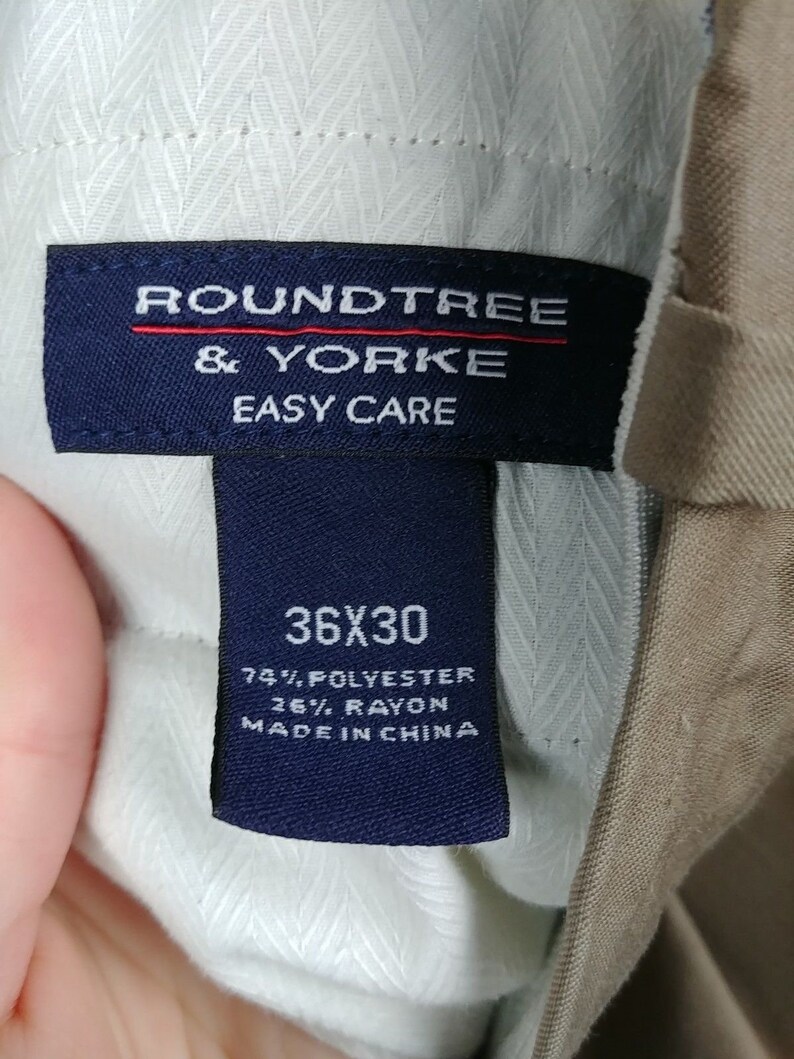 ROUNDTREE
& YORKE
EASY CARE
36X30
74% POLYESTER
26% RAYON
MADE IN CHINA